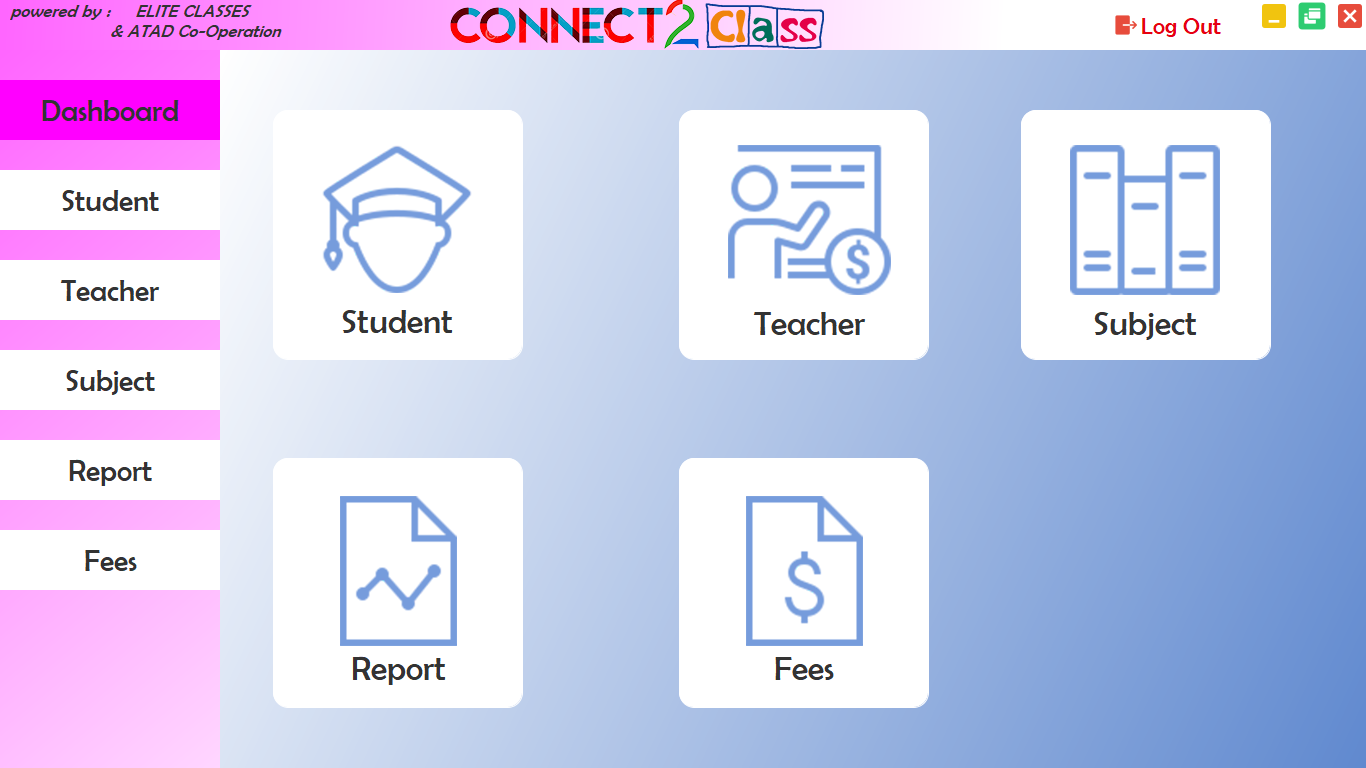 powered by : ELITE CLASSES
& ATAD Co-Operation
CONNECT2 Class
Log Out
Dashboard
Student
Teacher
Subject
Report
Fees
Student
Teacher
Subject
Report
Fees